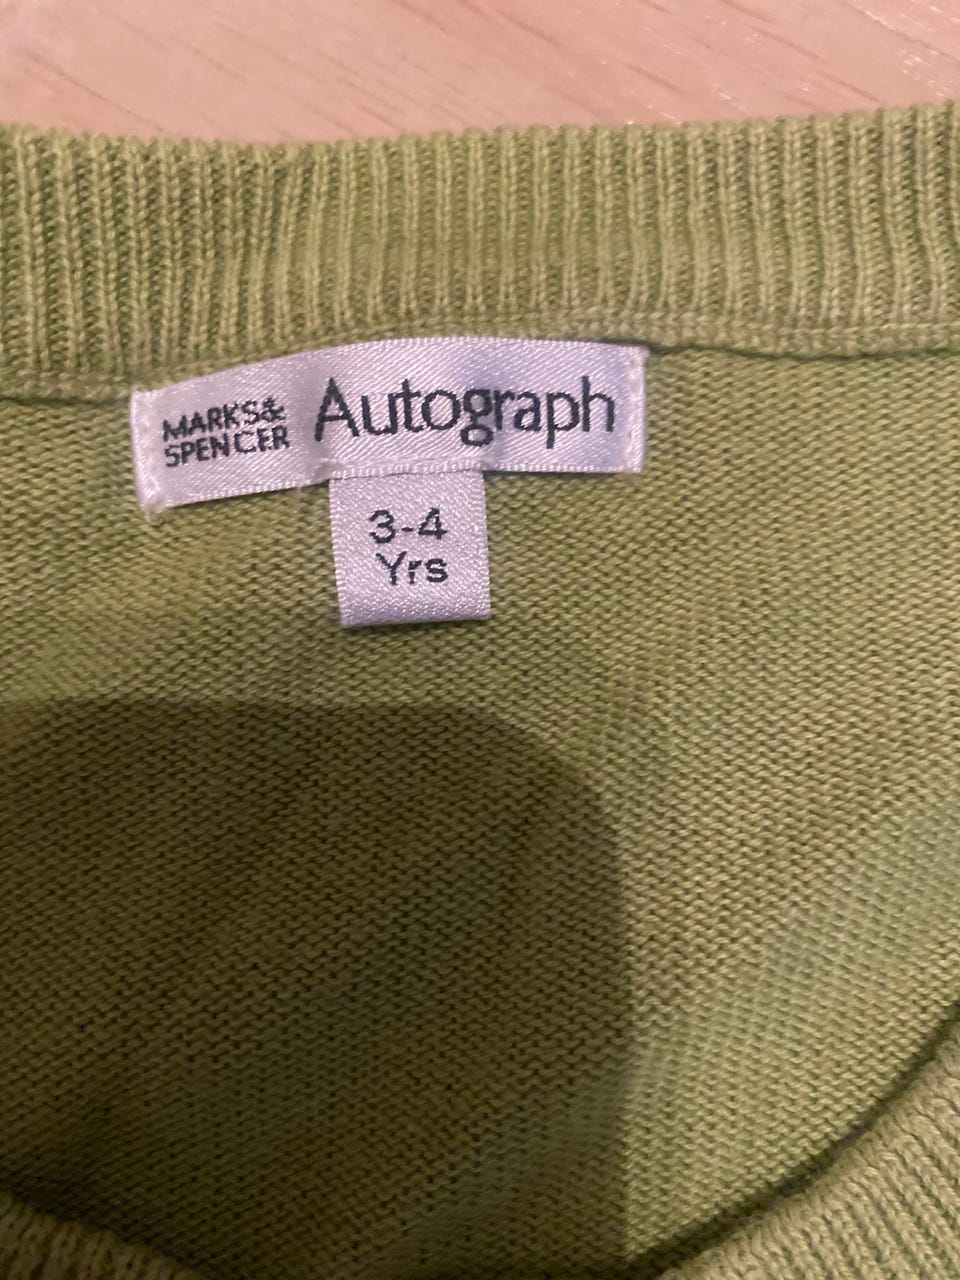 MARKS&
SPENCER
Autograph
3-4
Yrs